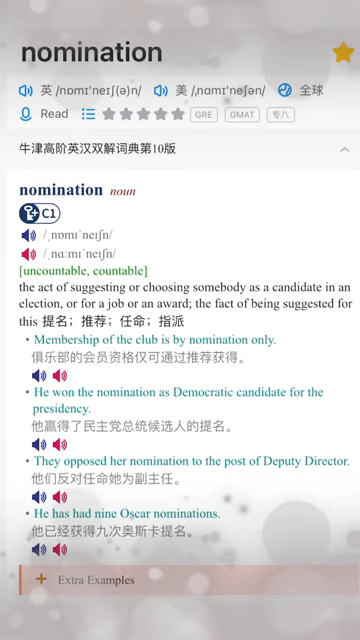 nomination
英 /nɒmɪˈneɪʃ(ə)n/ 美 /ˌnɑmɪˈneʃən/ 全球
Read GRE GMAT 专八
牛津高阶英汉双解词典第10版
nomination noun
C1
/ˌnɒmɪˈneɪʃn/
/ˌnɑːmɪˈneɪʃn/
[uncountable, countable]
the act of suggesting or choosing somebody as a candidate in an
election, or for a job or an award; the fact of being suggested for
this 提名；推荐；任命；指派
• Membership of the club is by nomination only.
俱乐部的会员资格仅可通过推荐获得。
• He won the nomination as Democratic candidate for the
presidency.
他赢得了民主党总统候选人的提名。
• They opposed her nomination to the post of Deputy Director.
他们反对任命她为副主任。
• He has had nine Oscar nominations.
他已经获得九次奥斯卡提名。
+ Extra Examples